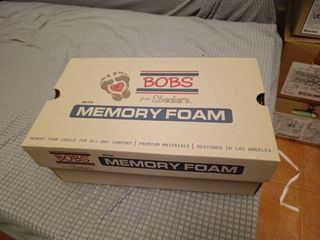 BOBS
from Skechers.
WITH
MEMORY FOAM
MEMORY FOAM INSOLE FOR ALL-DAY COMFORT | PREMIUM MATERIALS | DESIGNED IN LOS ANGELES
BOBS
WITH
MEMORY FOAM